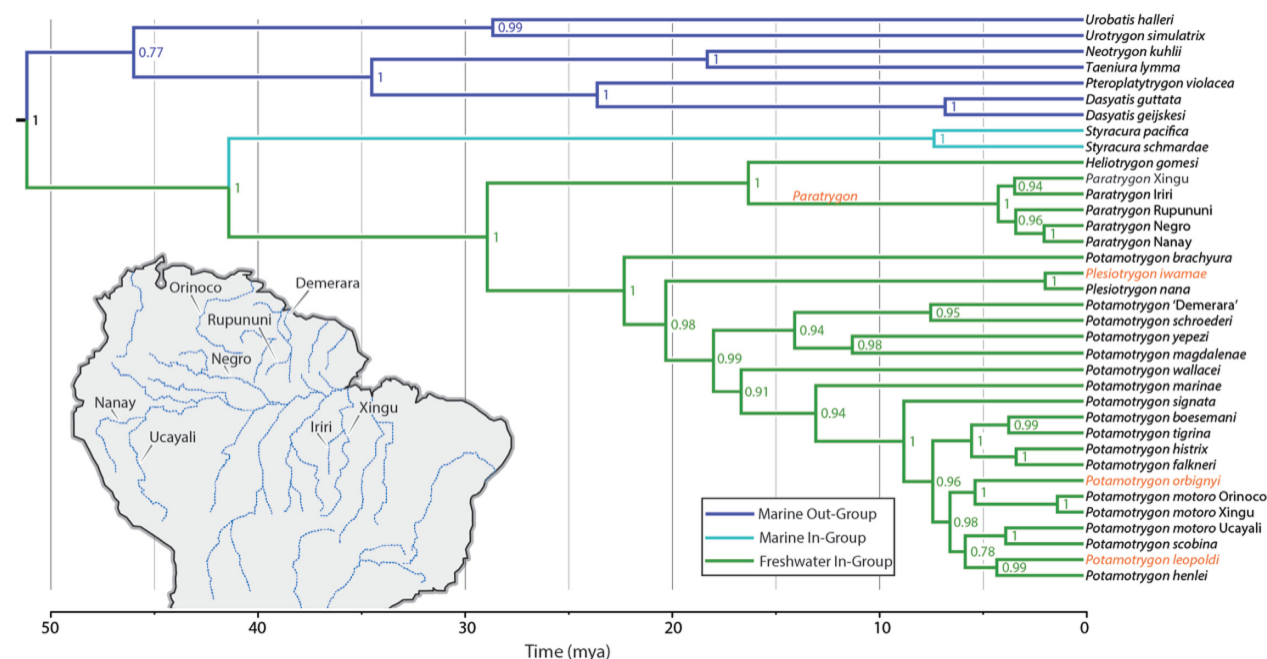 Urobatis halleri
0.99
Urotrygon simulatrix
0.77
Neotrygon kuhlii
1
Taeniura lymma
1
Pteroplatytrygon violacea
1
Dasyatis guttata
1
Dasyatis geijskesi
1
Styracura pacifica
1
Styracura schmardae
Heliotrygon gomesi
1
1
Paratrygon
Paratrygon Xingu
0.94
Paratrygon Iriri
1
Paratrygon Rupununi
0.96
Paratrygon Negro
1
Paratrygon Nanay
1
Potamotrygon brachyura
1
Plesiotrygon iwamae
1
Plesiotrygon nana
0.98
Potamotrygon 'Demerara'
0.95
Potamotrygon schroederi
0.94
Potamotrygon yepezi
0.98
Potamotrygon magdalenae
0.99
Potamotrygon wallacei
0.91
Potamotrygon marinae
0.94
Potamotrygon signata
1
Potamotrygon boesemani
0.99
Potamotrygon tigrina
1
Potamotrygon histrix
1
Potamotrygon falkneri
0.96
Potamotrygon orbignyi
1
Potamotrygon motoro Orinoco
1
Potamotrygon motoro Xingu
0.98
Potamotrygon motoro Ucayali
1
Potamotrygon scobina
0.78
Potamotrygon leopoldi
0.99
Potamotrygon henlei
Orinoco
Demerara
Rupununi
Negro
Nanay
Ucayali
Iriri
Xingu
Marine Out-Group
Marine In-Group
Freshwater In-Group
50 40 30 20 10 0
Time (mya)